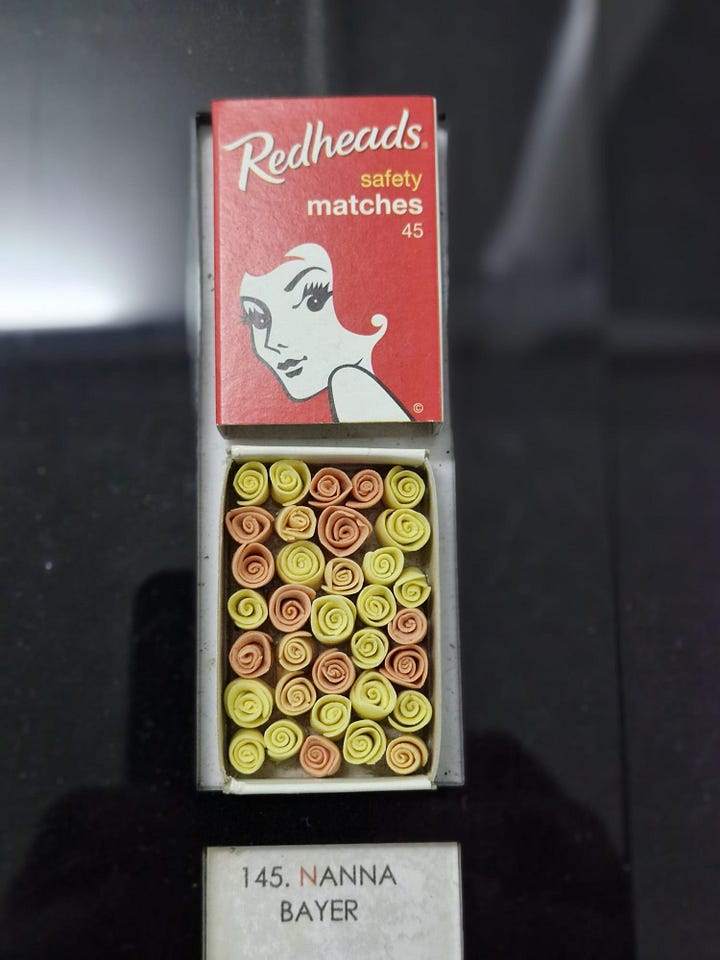 Redheads®
safety
matches
45
©
145. NANNA
BAYER